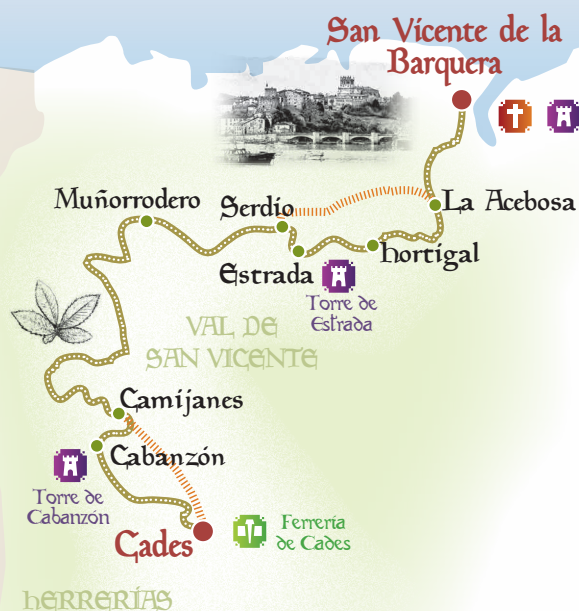 San Vicente de la
Barquera
Muñorrodero
Serdio
La Acebosa
Hortigal
Estrada
Torre de
Estrada
VAL DE
SAN VICENTE
Camijanes
Cabanzón
Torre de
Cabanzón
Cades
Ferrería
de Cades
HERRERÍAS